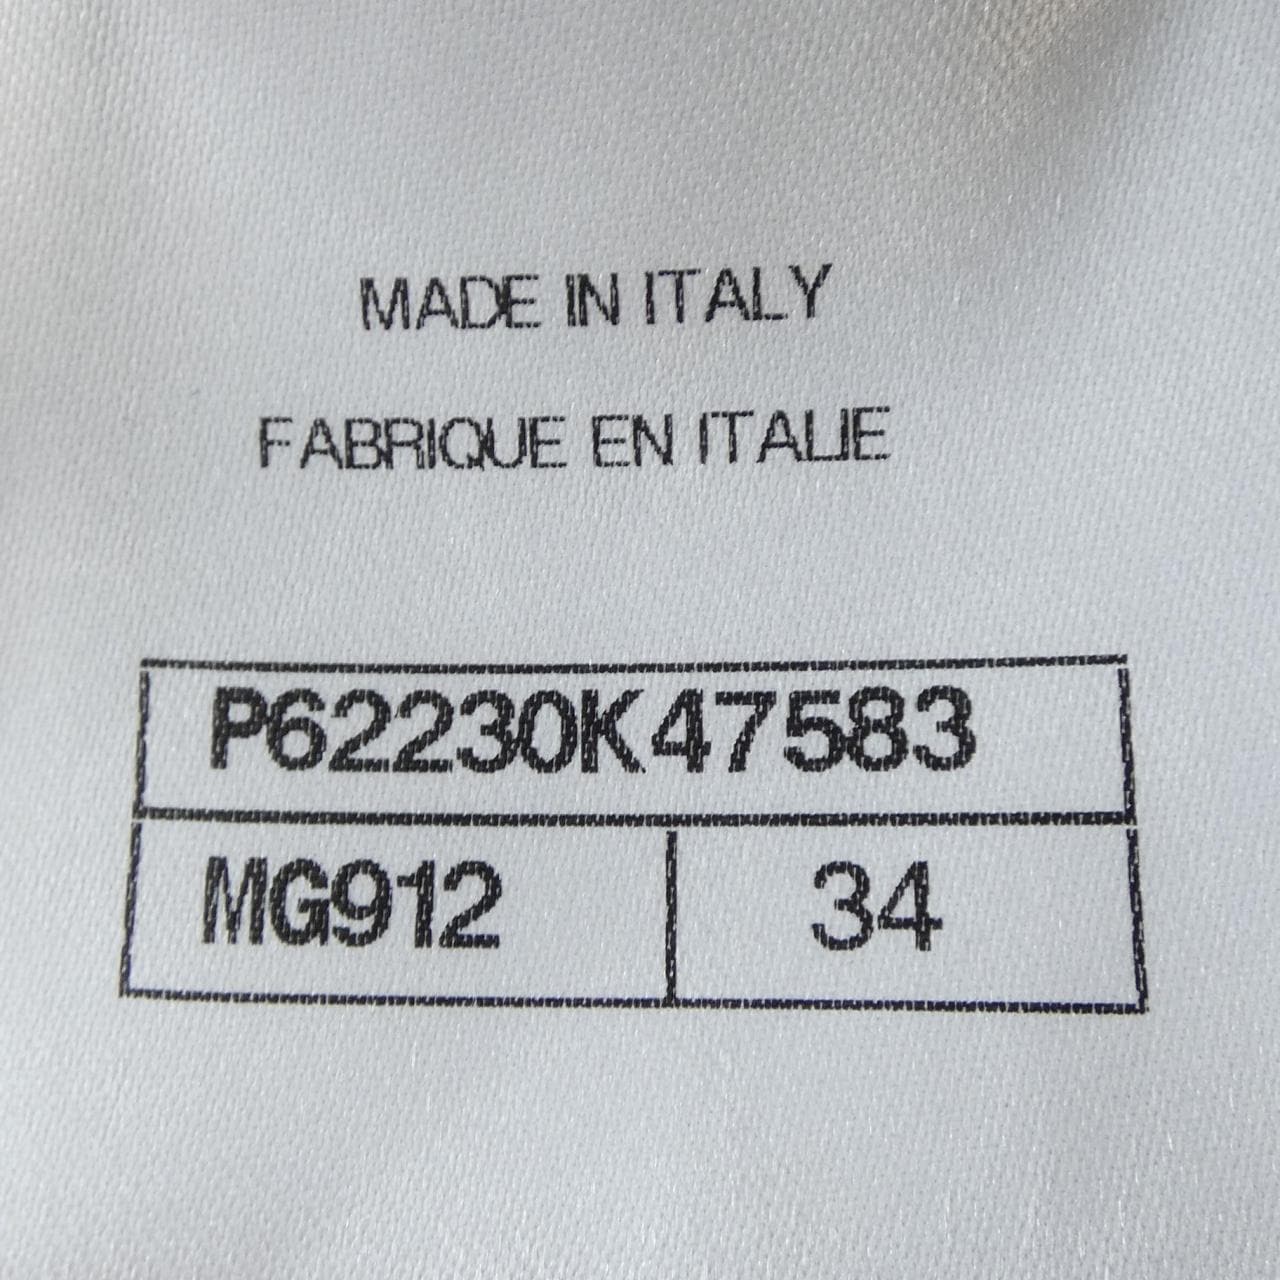 MADE IN ITALY
FABRIQUE EN ITALIE
P62230K47583
MG912 34